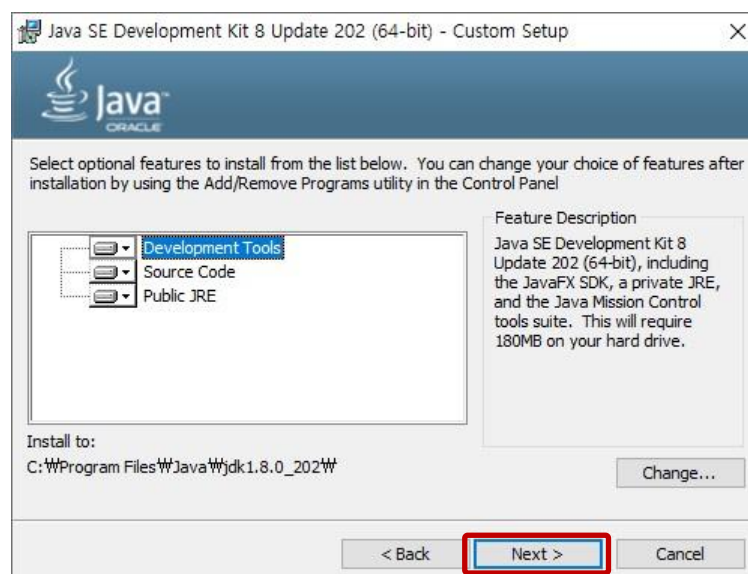 Java SE Development Kit 8 Update 202 (64-bit) - Custom Setup
Java™
ORACLE
Select optional features to install from the list below. You can change your choice of features after
installation by using the Add/Remove Programs utility in the Control Panel
Development Tools
Source Code
Public JRE
Feature Description
Java SE Development Kit 8
Update 202 (64-bit), including
the JavaFX SDK, a private JRE,
and the Java Mission Control
tools suite. This will require
180MB on your hard drive.
Install to:
C:₩Program Files₩Java₩jdk1.8.0_202₩
Change...
< Back
Next >
Cancel